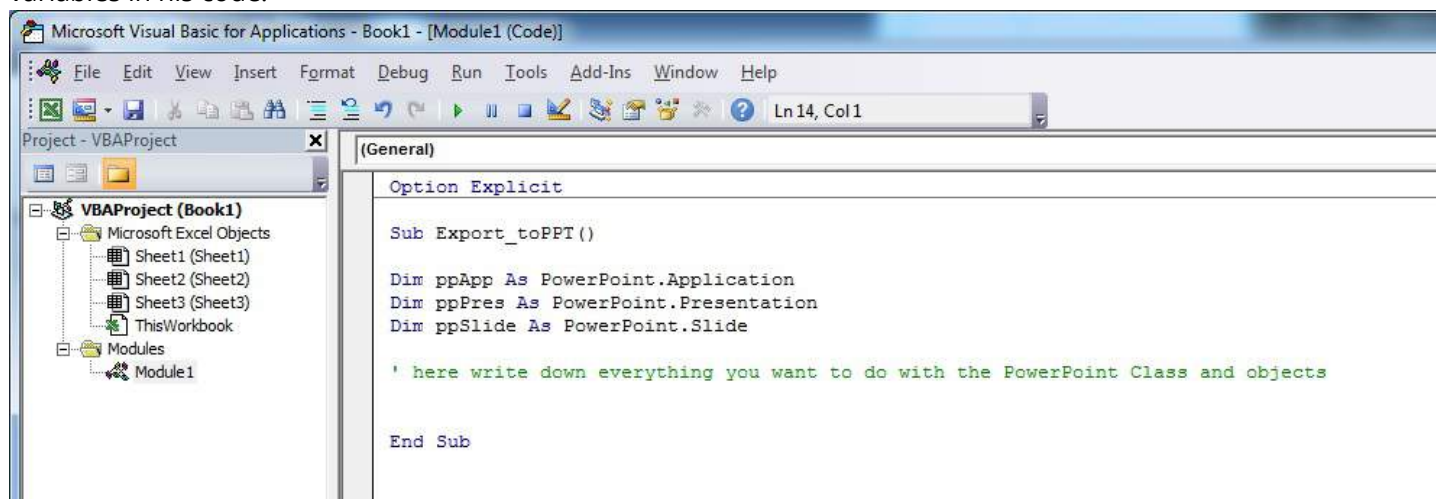 variables in his code.
Microsoft Visual Basic for Applications - Book1 - [Module1 (Code)]
File Edit View Insert Format Debug Run Tools Add-Ins Window Help
Ln 14, Col 1
Project - VBAProject
(General)
VBAProject (Book1)
Microsoft Excel Objects
Sheet1 (Sheet1)
Sheet2 (Sheet2)
Sheet3 (Sheet3)
ThisWorkbook
Modules
Module1
Option Explicit
Sub Export_toPPT()
Dim ppApp As PowerPoint.Application
Dim ppPres As PowerPoint.Presentation
Dim ppSlide As PowerPoint.Slide
' here write down everything you want to do with the PowerPoint Class and objects
End Sub